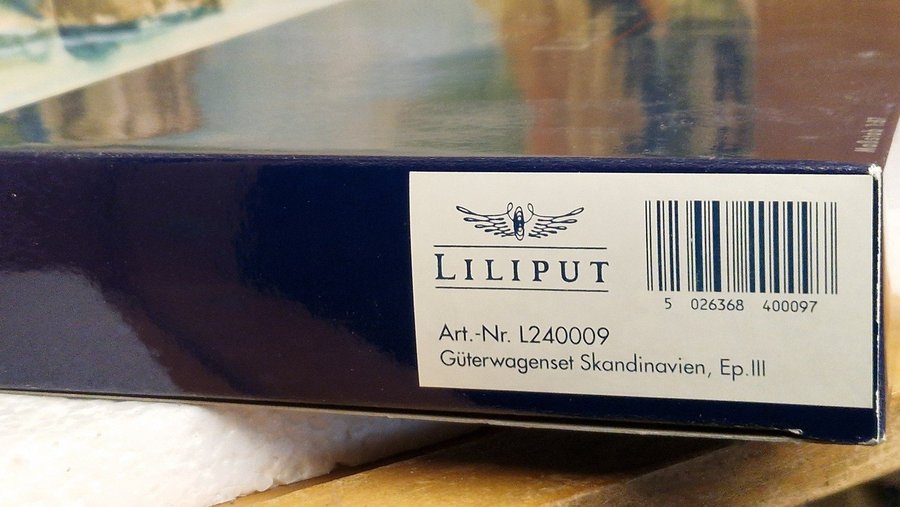 LILIPUT
5 026368 400097
Art.-Nr. L240009
Güterwagenset Skandinavien, Ep.III